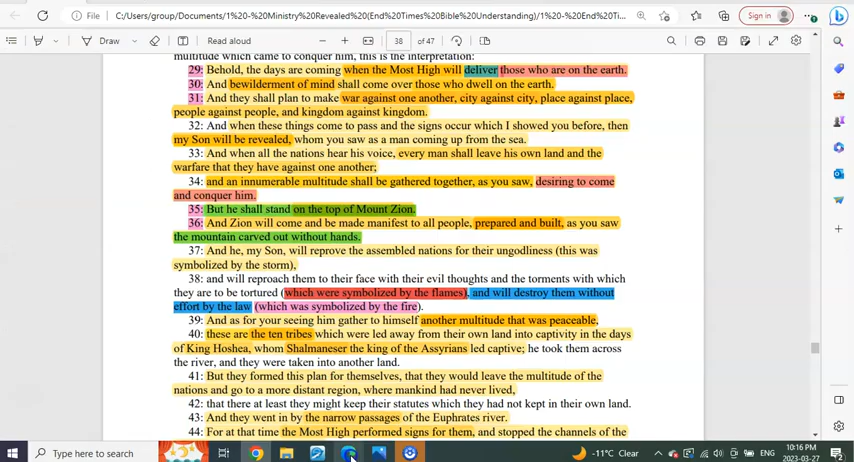 File | C:/Users/group/Documents/1%20-%20Ministry%20Revealed%20(End%20Times%20Bible%20Understanding)/1%20-%20End%20Tim...
Sign in
Draw
Read aloud
38 of 47
multitude which came to conquer him, this is the interpretation:
29: Behold, the days are coming when the Most High will deliver those who are on the earth.
30: And bewilderment of mind shall come over those who dwell on the earth.
31: And they shall plan to make war against one another, city against city, place against place,
people against people, and kingdom against kingdom.
32: And when these things come to pass and the signs occur which I showed you before, then
my Son will be revealed, whom you saw as a man coming up from the sea.
33: And when all the nations hear his voice, every man shall leave his own land and the
warfare that they have against one another;
34: and an innumerable multitude shall be gathered together, as you saw, desiring to come
and conquer him.
35: But he shall stand on the top of Mount Zion.
36: And Zion will come and be made manifest to all people, prepared and built, as you saw
the mountain carved out without hands.
37: And he, my Son, will reprove the assembled nations for their ungodliness (this was
symbolized by the storm),
38: and will reproach them to their face with their evil thoughts and the torments with which
they are to be tortured (which were symbolized by the flames), and will destroy them without
effort by the law (which was symbolized by the fire).
39: And as for your seeing him gather to himself another multitude that was peaceable,
40: these are the ten tribes which were led away from their own land into captivity in the days
of King Hoshea, whom Shalmaneser the king of the Assyrians led captive; he took them across
the river, and they were taken into another land.
41: But they formed this plan for themselves, that they would leave the multitude of the
nations and go to a more distant region, where mankind had never lived,
42: that there at least they might keep their statutes which they had not kept in their own land.
43: And they went in by the narrow passages of the Euphrates river.
44: For at that time the Most High performed signs for them, and stopped the channels of the
Type here to search
-11°C Clear
ENG
10:16 PM
2023-03-27